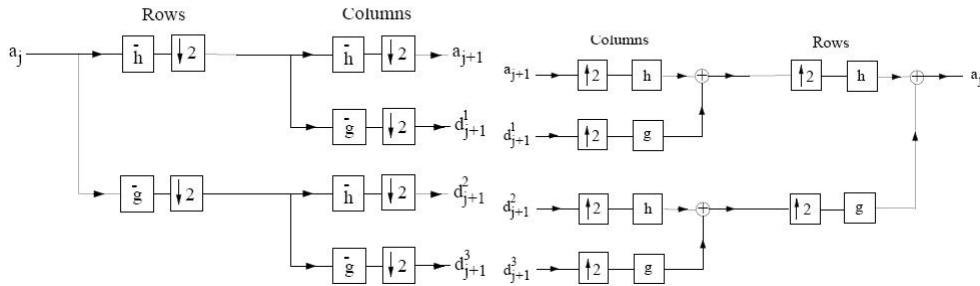 Rows Columns
a_j h̄ ↓2 h̄ ↓2 a_{j+1}
ḡ ↓2 d^1_{j+1}
ḡ ↓2 h̄ ↓2 d^2_{j+1}
ḡ ↓2 d^3_{j+1}
Columns Rows
a_{j+1} ↑2 h + ↑2 h + a_j
d^1_{j+1} ↑2 g
d^2_{j+1} ↑2 h + ↑2 g
d^3_{j+1} ↑2 g